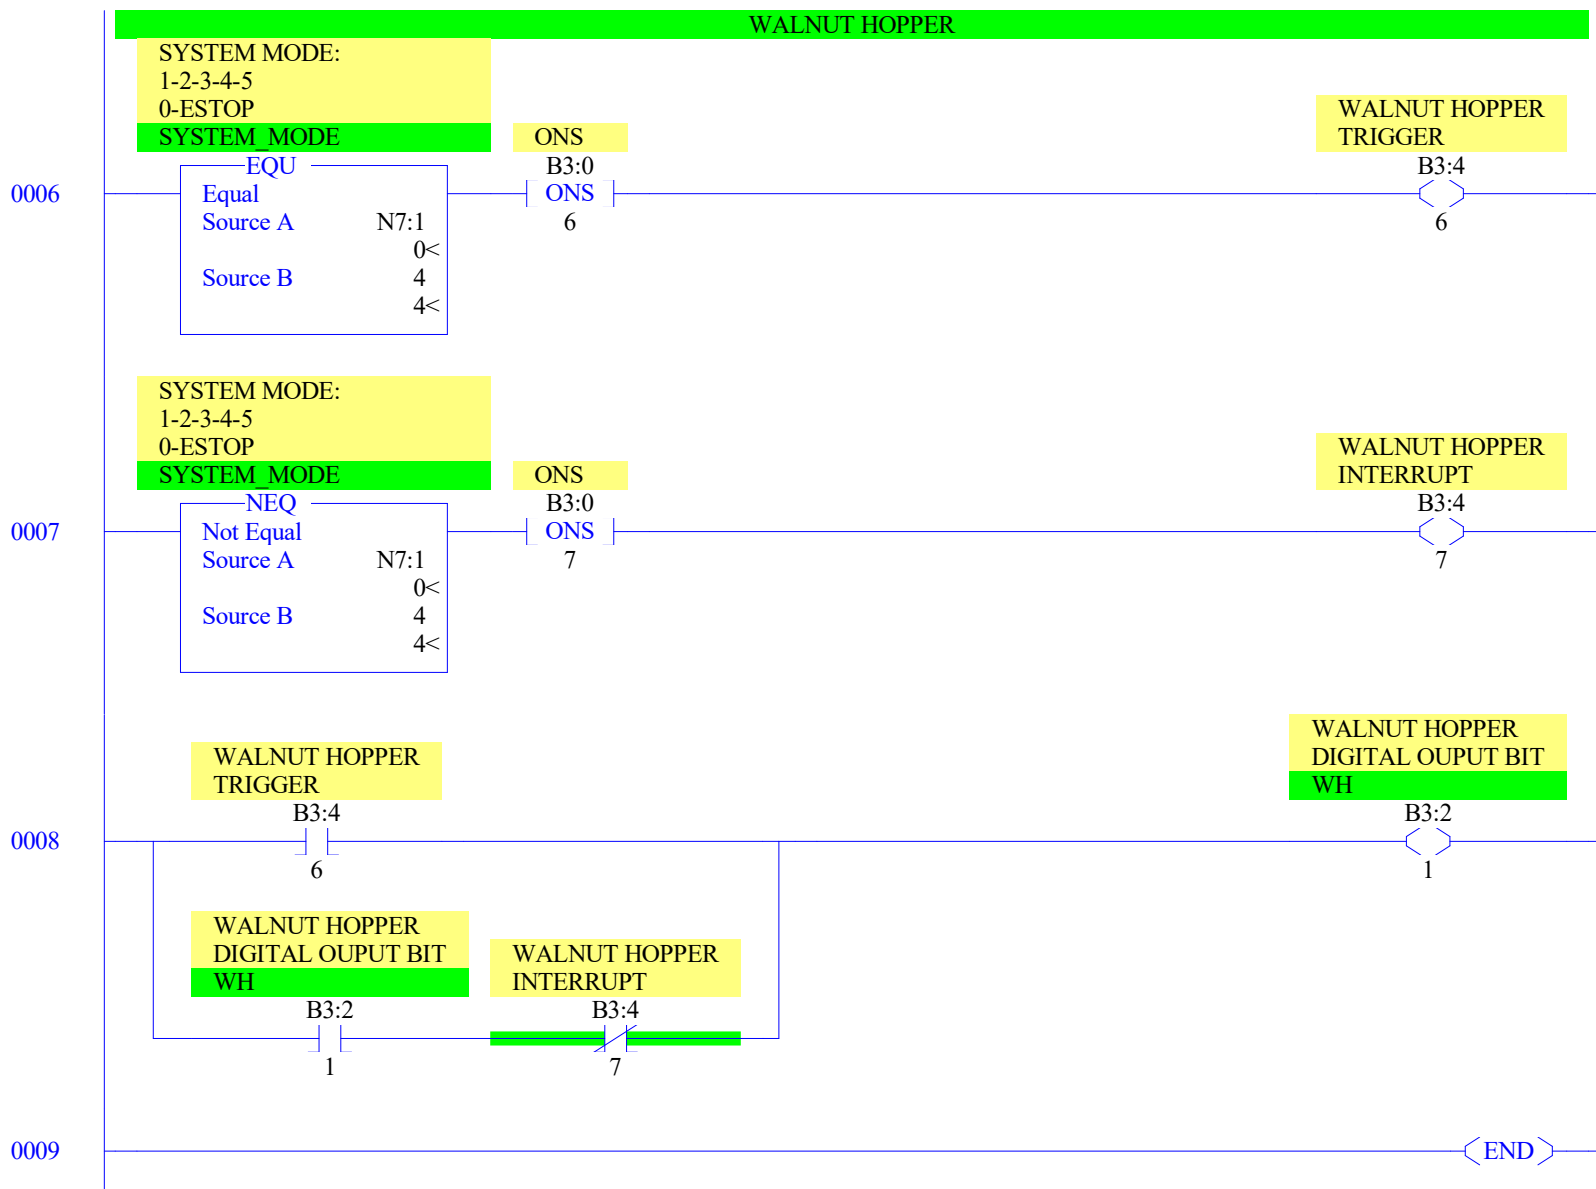 WALNUT HOPPER
SYSTEM MODE:
1-2-3-4-5
0-ESTOP
SYSTEM_MODE
ONS
WALNUT HOPPER
TRIGGER
EQU
B3:0
B3:4
0006
Equal
ONS
Source A N7:1
6
6
0<
Source B 4
4<
SYSTEM MODE:
1-2-3-4-5
0-ESTOP
SYSTEM_MODE
ONS
WALNUT HOPPER
INTERRUPT
NEQ
B3:0
B3:4
0007
Not Equal
ONS
Source A N7:1
7
7
0<
Source B 4
4<
WALNUT HOPPER
TRIGGER
WALNUT HOPPER
DIGITAL OUPUT BIT
WH
B3:4
B3:2
0008
6
1
WALNUT HOPPER
DIGITAL OUPUT BIT
WH
WALNUT HOPPER
INTERRUPT
B3:2
B3:4
1
7
0009
END